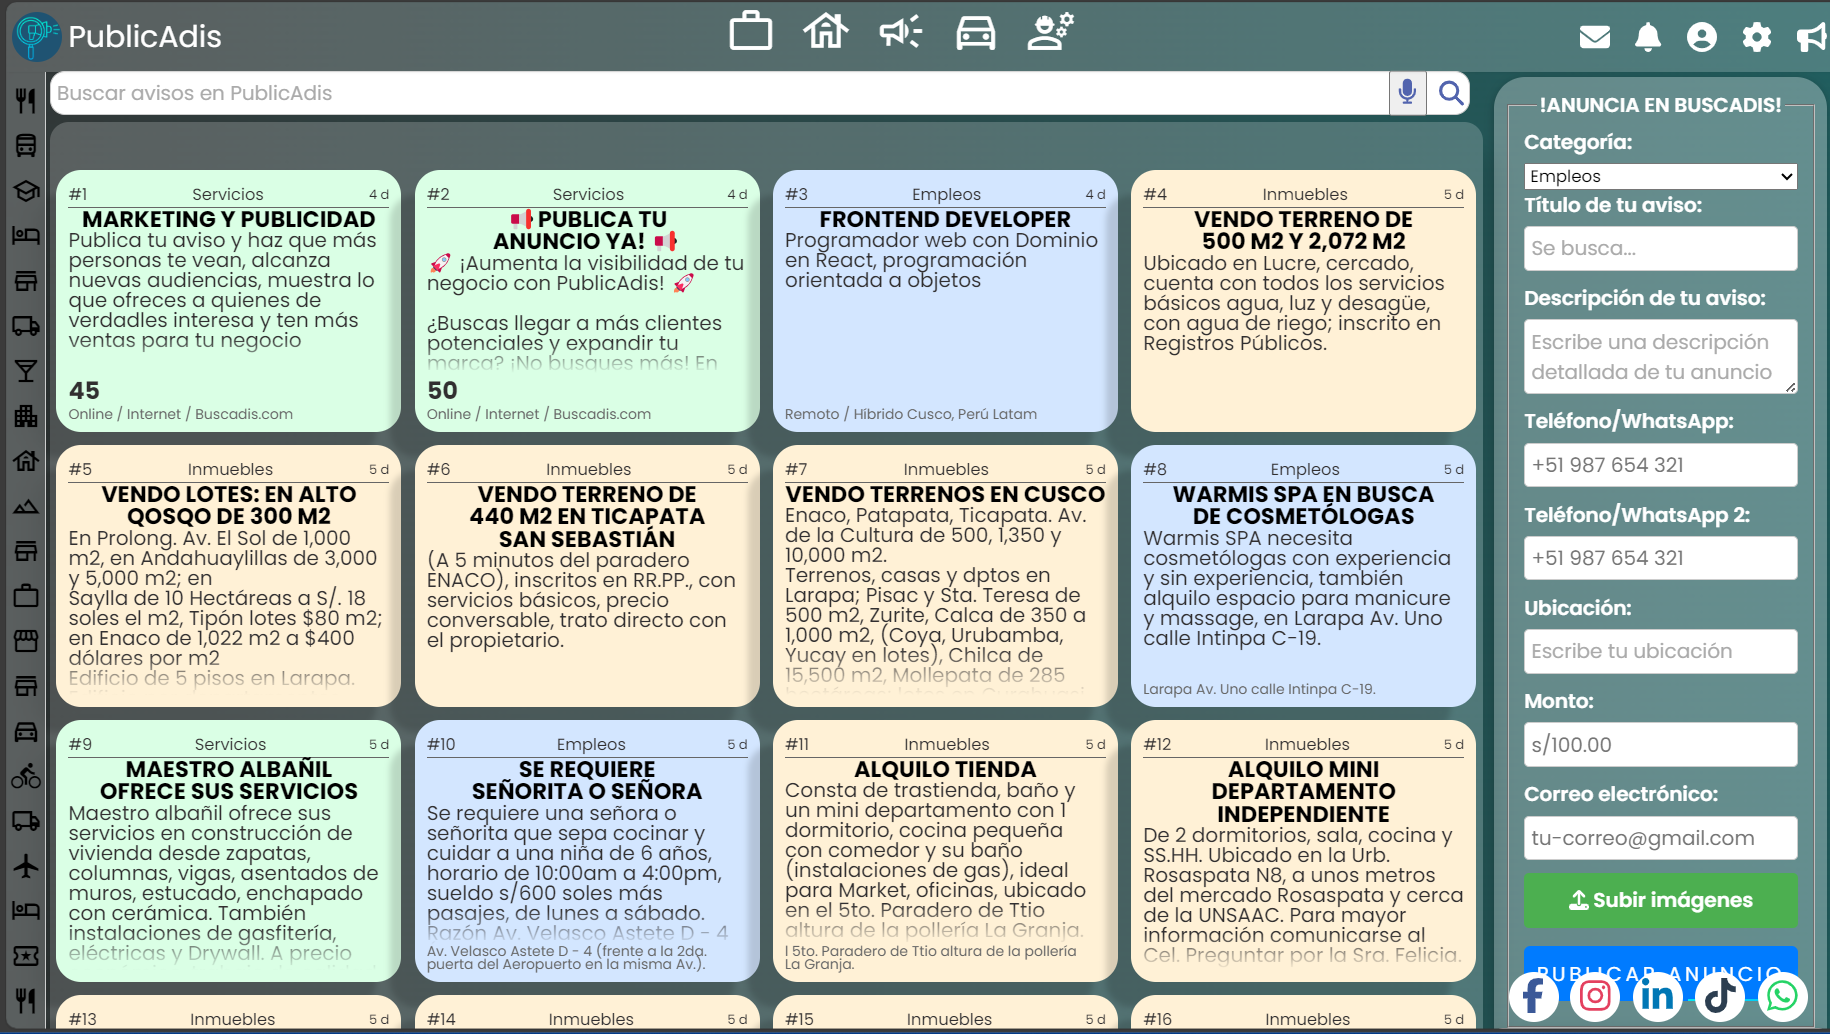 PublicAdis
Buscar avisos en PublicAdis
#1 Servicios 4 d
MARKETING Y PUBLICIDAD
Publica tu aviso y haz que más
personas te vean, alcanza
nuevas audiencias, muestra lo
que ofreces a quienes de
verdadles interesa y ten más
ventas para tu negocio
45
Online / Internet / Buscadis.com
#2 Servicios 4 d
📢 PUBLICA TU
ANUNCIO YA! 📢
🚀 ¡Aumenta la visibilidad de tu
negocio con PublicAdis! 🚀
¿Buscas llegar a más clientes
potenciales y expandir tu
marca? ¡No busques más! En
50
Online / Internet / Buscadis.com
#3 Empleos 4 d
FRONTEND DEVELOPER
Programador web con Dominio
en React, programación
orientada a objetos
Remoto / Híbrido Cusco, Perú Latam
#4 Inmuebles 5 d
VENDO TERRENO DE
500 M2 Y 2,072 M2
Ubicado en Lucre, cercado,
cuenta con todos los servicios
básicos agua, luz y desagüe,
con agua de riego; inscrito en
Registros Públicos.
#5 Inmuebles 5 d
VENDO LOTES: EN ALTO
QOSQO DE 300 M2
En Prolong. Av. El Sol de 1,000
m2, en Andahuaylillas de 3,000
y 5,000 m2; en
Saylla de 10 Hectáreas a S/. 18
soles el m2, Tipón lotes $80 m2;
en Enaco de 1,022 m2 a $400
dólares por m2
Edificio de 5 pisos en Larapa.
#6 Inmuebles 5 d
VENDO TERRENO DE
440 M2 EN TICAPATA
SAN SEBASTIÁN
(A 5 minutos del paradero
ENACO), inscritos en RR.PP., con
servicios básicos, precio
conversable, trato directo con
el propietario.
#7 Inmuebles 5 d
VENDO TERRENOS EN CUSCO
Enaco, Patapata, Ticapata. Av.
de la Cultura de 500, 1,350 y
10,000 m2.
Terrenos, casas y dptos en
Larapa; Pisac y Sta. Teresa de
500 m2, Zurite, Calca de 350 a
1,000 m2, (Coya, Urubamba,
Yucay en lotes), Chilca de
15,500 m2, Mollepata de 285
#8 Empleos 5 d
WARMIS SPA EN BUSCA
DE COSMETÓLOGAS
Warmis SPA necesita
cosmetólogas con experiencia
y sin experiencia, también
alquilo espacio para manicure
y massage, en Larapa Av. Uno
calle Intinpa C-19.
Larapa Av. Uno calle Intinpa C-19.
#9 Servicios 5 d
MAESTRO ALBAÑIL
OFRECE SUS SERVICIOS
Maestro albañil ofrece sus
servicios en construcción de
vivienda desde zapatas,
columnas, vigas, asentados de
muros, estucado, enchapado
con cerámica. También
instalaciones de gasfitería,
eléctricas y Drywall. A precio
#10 Empleos 5 d
SE REQUIERE
SEÑORITA O SEÑORA
Se requiere una señora o
señorita que sepa cocinar y
cuidar a una niña de 6 años,
horario de 10:00am a 4:00pm,
sueldo s/600 soles más
pasajes, de lunes a sábado.
Razón Av. Velasco Astete D - 4
Av. Velasco Astete D - 4 (frente a la 2da.
puerta del Aeropuerto en la misma Av.).
#11 Inmuebles 5 d
ALQUILO TIENDA
Consta de trastienda, baño y
un mini departamento con 1
dormitorio, cocina pequeña
con comedor y su baño
(instalaciones de gas), ideal
para Market, oficinas, ubicado
en el 5to. Paradero de Ttio
altura de la pollería La Granja.
l 5to. Paradero de Ttio altura de la pollería
La Granja.
#12 Inmuebles 5 d
ALQUILO MINI
DEPARTAMENTO
INDEPENDIENTE
De 2 dormitorios, sala, cocina y
SS.HH. Ubicado en la Urb.
Rosaspata N8, a unos metros
del mercado Rosaspata y cerca
de la UNSAAC. Para mayor
información comunicarse al
Cel. Preguntar por la Sra. Felicia.
#13 Inmuebles 5 d
#14 Inmuebles 5 d
#15 Inmuebles 5 d
#16 Inmuebles 5 d
!ANUNCIA EN BUSCADIS!
Categoría:
Empleos
Título de tu aviso:
Se busca...
Descripción de tu aviso:
Escribe una descripción
detallada de tu anuncio
Teléfono/WhatsApp:
+51 987 654 321
Teléfono/WhatsApp 2:
+51 987 654 321
Ubicación:
Escribe tu ubicación
Monto:
s/100.00
Correo electrónico:
tu-correo@gmail.com
Subir imágenes
PUBLICAR ANUNCIO